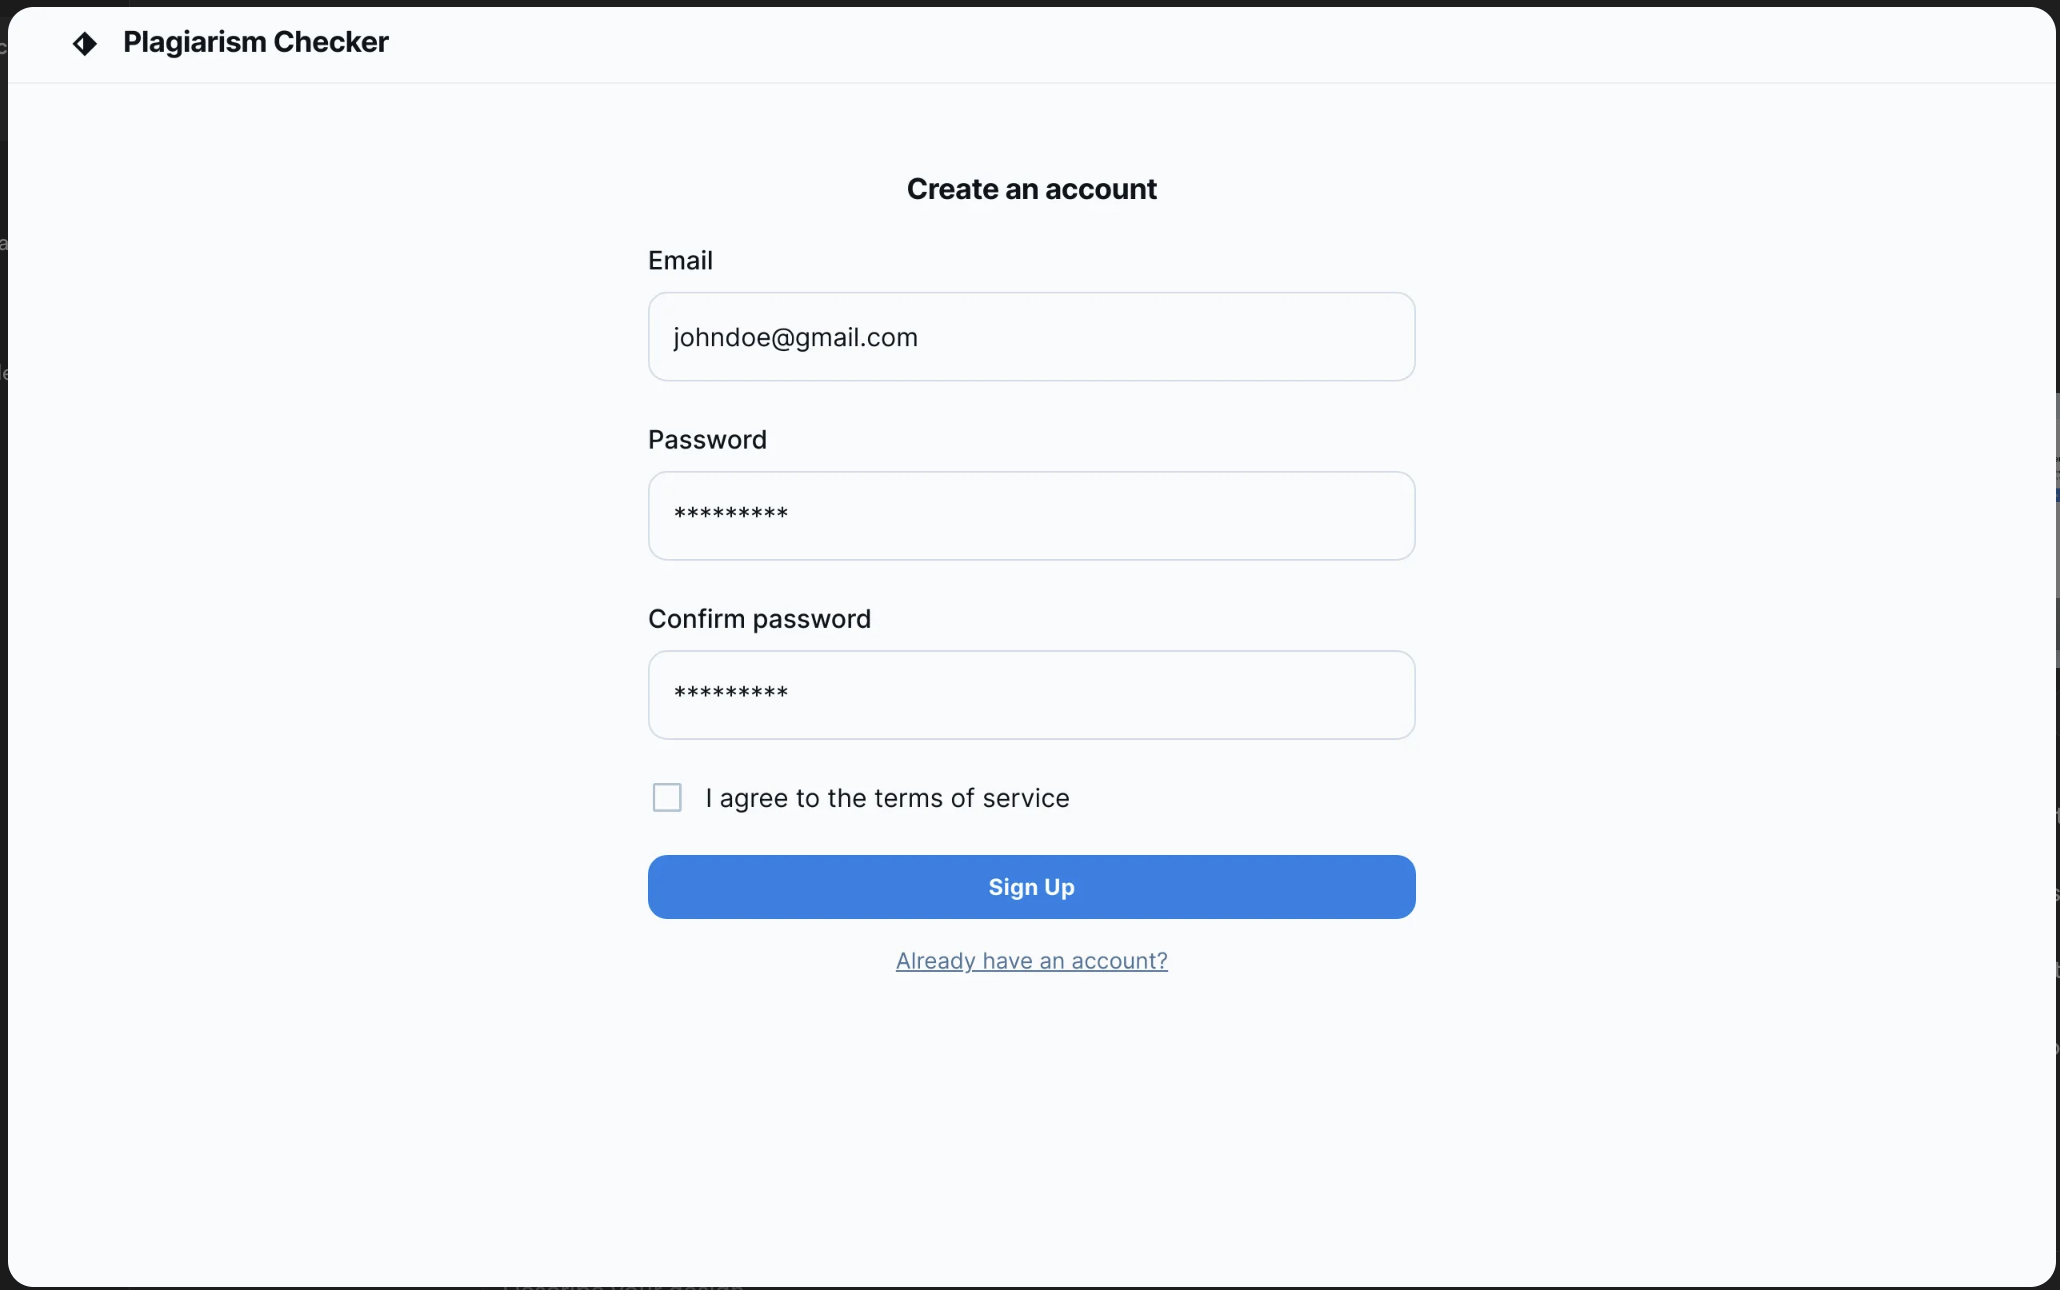 Plagiarism Checker
Create an account
Email
johndoe@gmail.com
Password
*********
Confirm password
*********
I agree to the terms of service
Sign Up
Already have an account?